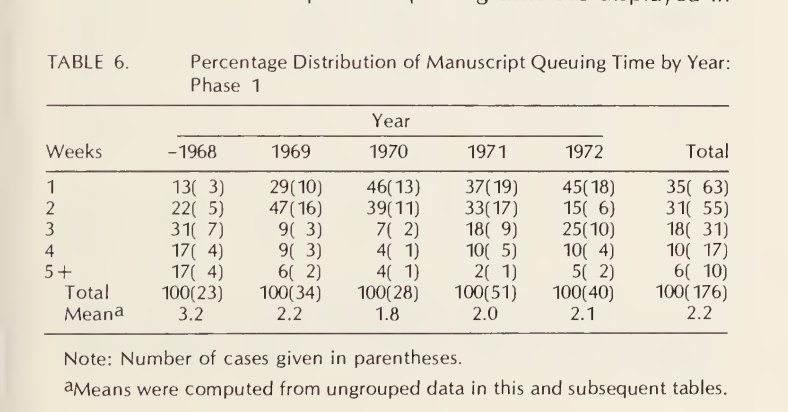 TABLE 6. Percentage Distribution of Manuscript Queuing Time by Year:
Phase 1
Year
Weeks -1968 1969 1970 1971 1972 Total
1 13( 3) 29(10) 46(13) 37(19) 45(18) 35( 63)
2 22( 5) 47(16) 39(11) 33(17) 15( 6) 31( 55)
3 31( 7) 9( 3) 7( 2) 18( 9) 25(10) 18( 31)
4 17( 4) 9( 3) 4( 1) 10( 5) 10( 4) 10( 17)
5+ 17( 4) 6( 2) 4( 1) 2( 1) 5( 2) 6( 10)
Total 100(23) 100(34) 100(28) 100(51) 100(40) 100(176)
Meanª 3.2 2.2 1.8 2.0 2.1 2.2
Note: Number of cases given in parentheses.
ªMeans were computed from ungrouped data in this and subsequent tables.